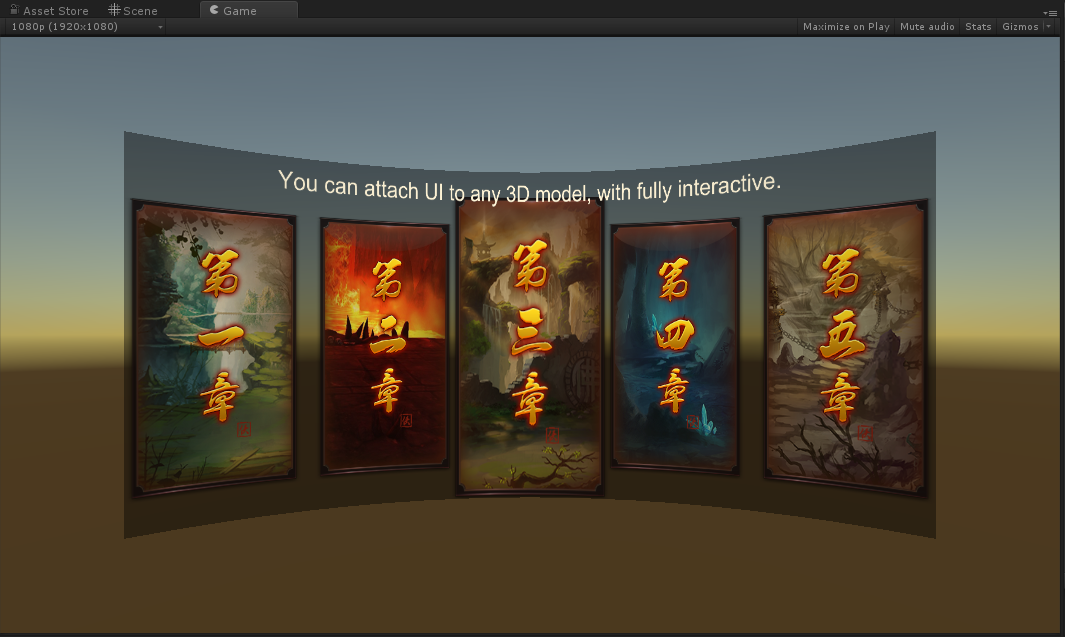 Asset Store
Scene
Game
1080p (1920x1080)
Maximize on Play
Mute audio
Stats
Gizmos
You can attach UI to any 3D model, with fully interactive.
第一章
第二章
第三章
第四章
第五章